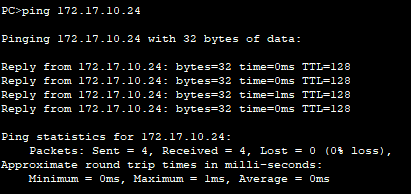 PC>ping 172.17.10.24
Pinging 172.17.10.24 with 32 bytes of data:
Reply from 172.17.10.24: bytes=32 time=0ms TTL=128
Reply from 172.17.10.24: bytes=32 time=0ms TTL=128
Reply from 172.17.10.24: bytes=32 time=1ms TTL=128
Reply from 172.17.10.24: bytes=32 time=0ms TTL=128
Ping statistics for 172.17.10.24:
Packets: Sent = 4, Received = 4, Lost = 0 (0% loss),
Approximate round trip times in milli-seconds:
Minimum = 0ms, Maximum = 1ms, Average = 0ms